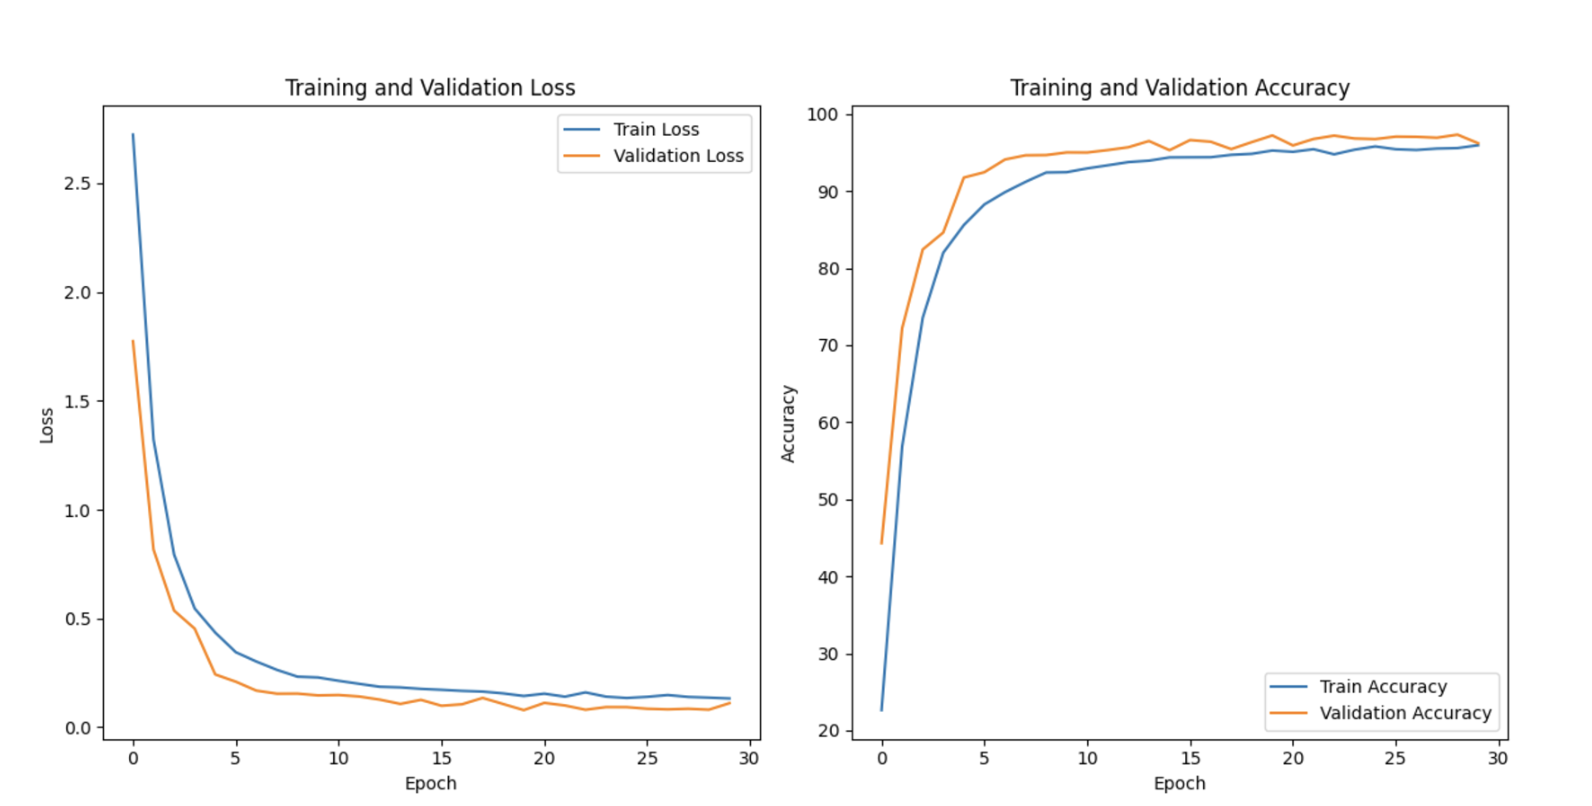 Training and Validation Loss
Train Loss
Validation Loss
2.5
2.0
1.5
1.0
0.5
0.0
Loss
0 5 10 15 20 25 30
Epoch
Training and Validation Accuracy
100
90
80
70
60
50
40
30
20
Accuracy
Train Accuracy
Validation Accuracy
0 5 10 15 20 25 30
Epoch